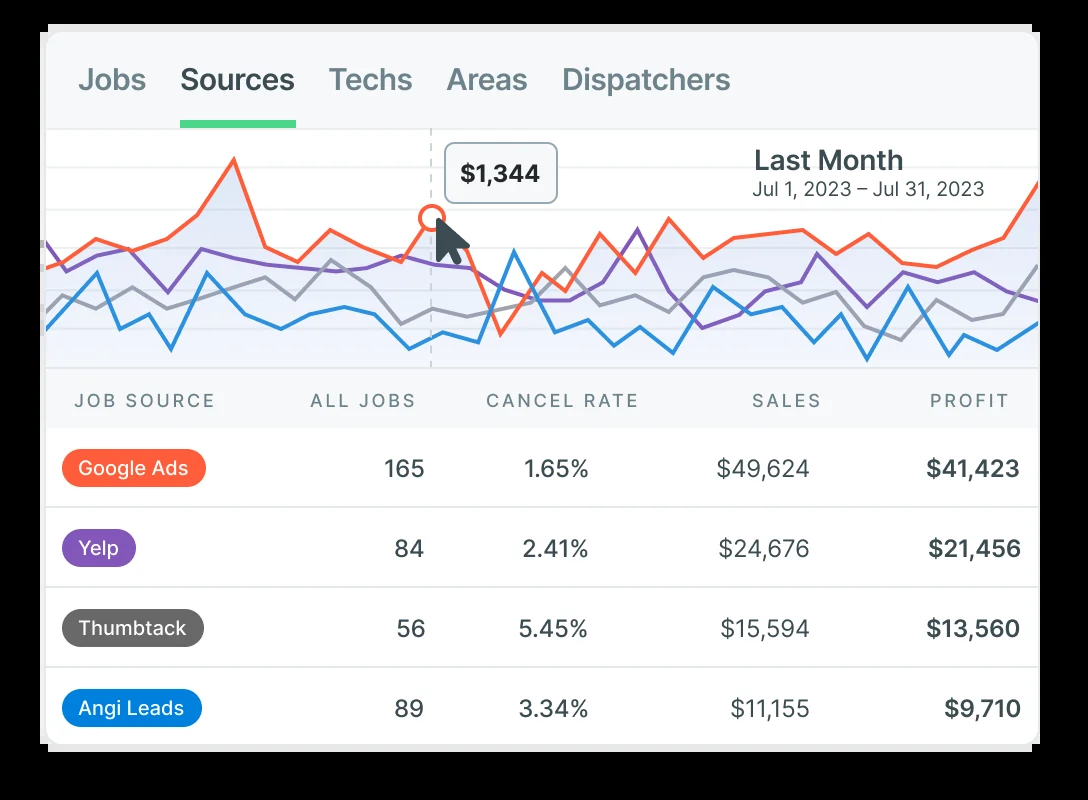 Jobs Sources Techs Areas Dispatchers
$1,344
Last Month
Jul 1, 2023 – Jul 31, 2023
JOB SOURCE ALL JOBS CANCEL RATE SALES PROFIT
Google Ads 165 1.65% $49,624 $41,423
Yelp 84 2.41% $24,676 $21,456
Thumbtack 56 5.45% $15,594 $13,560
Angi Leads 89 3.34% $11,155 $9,710